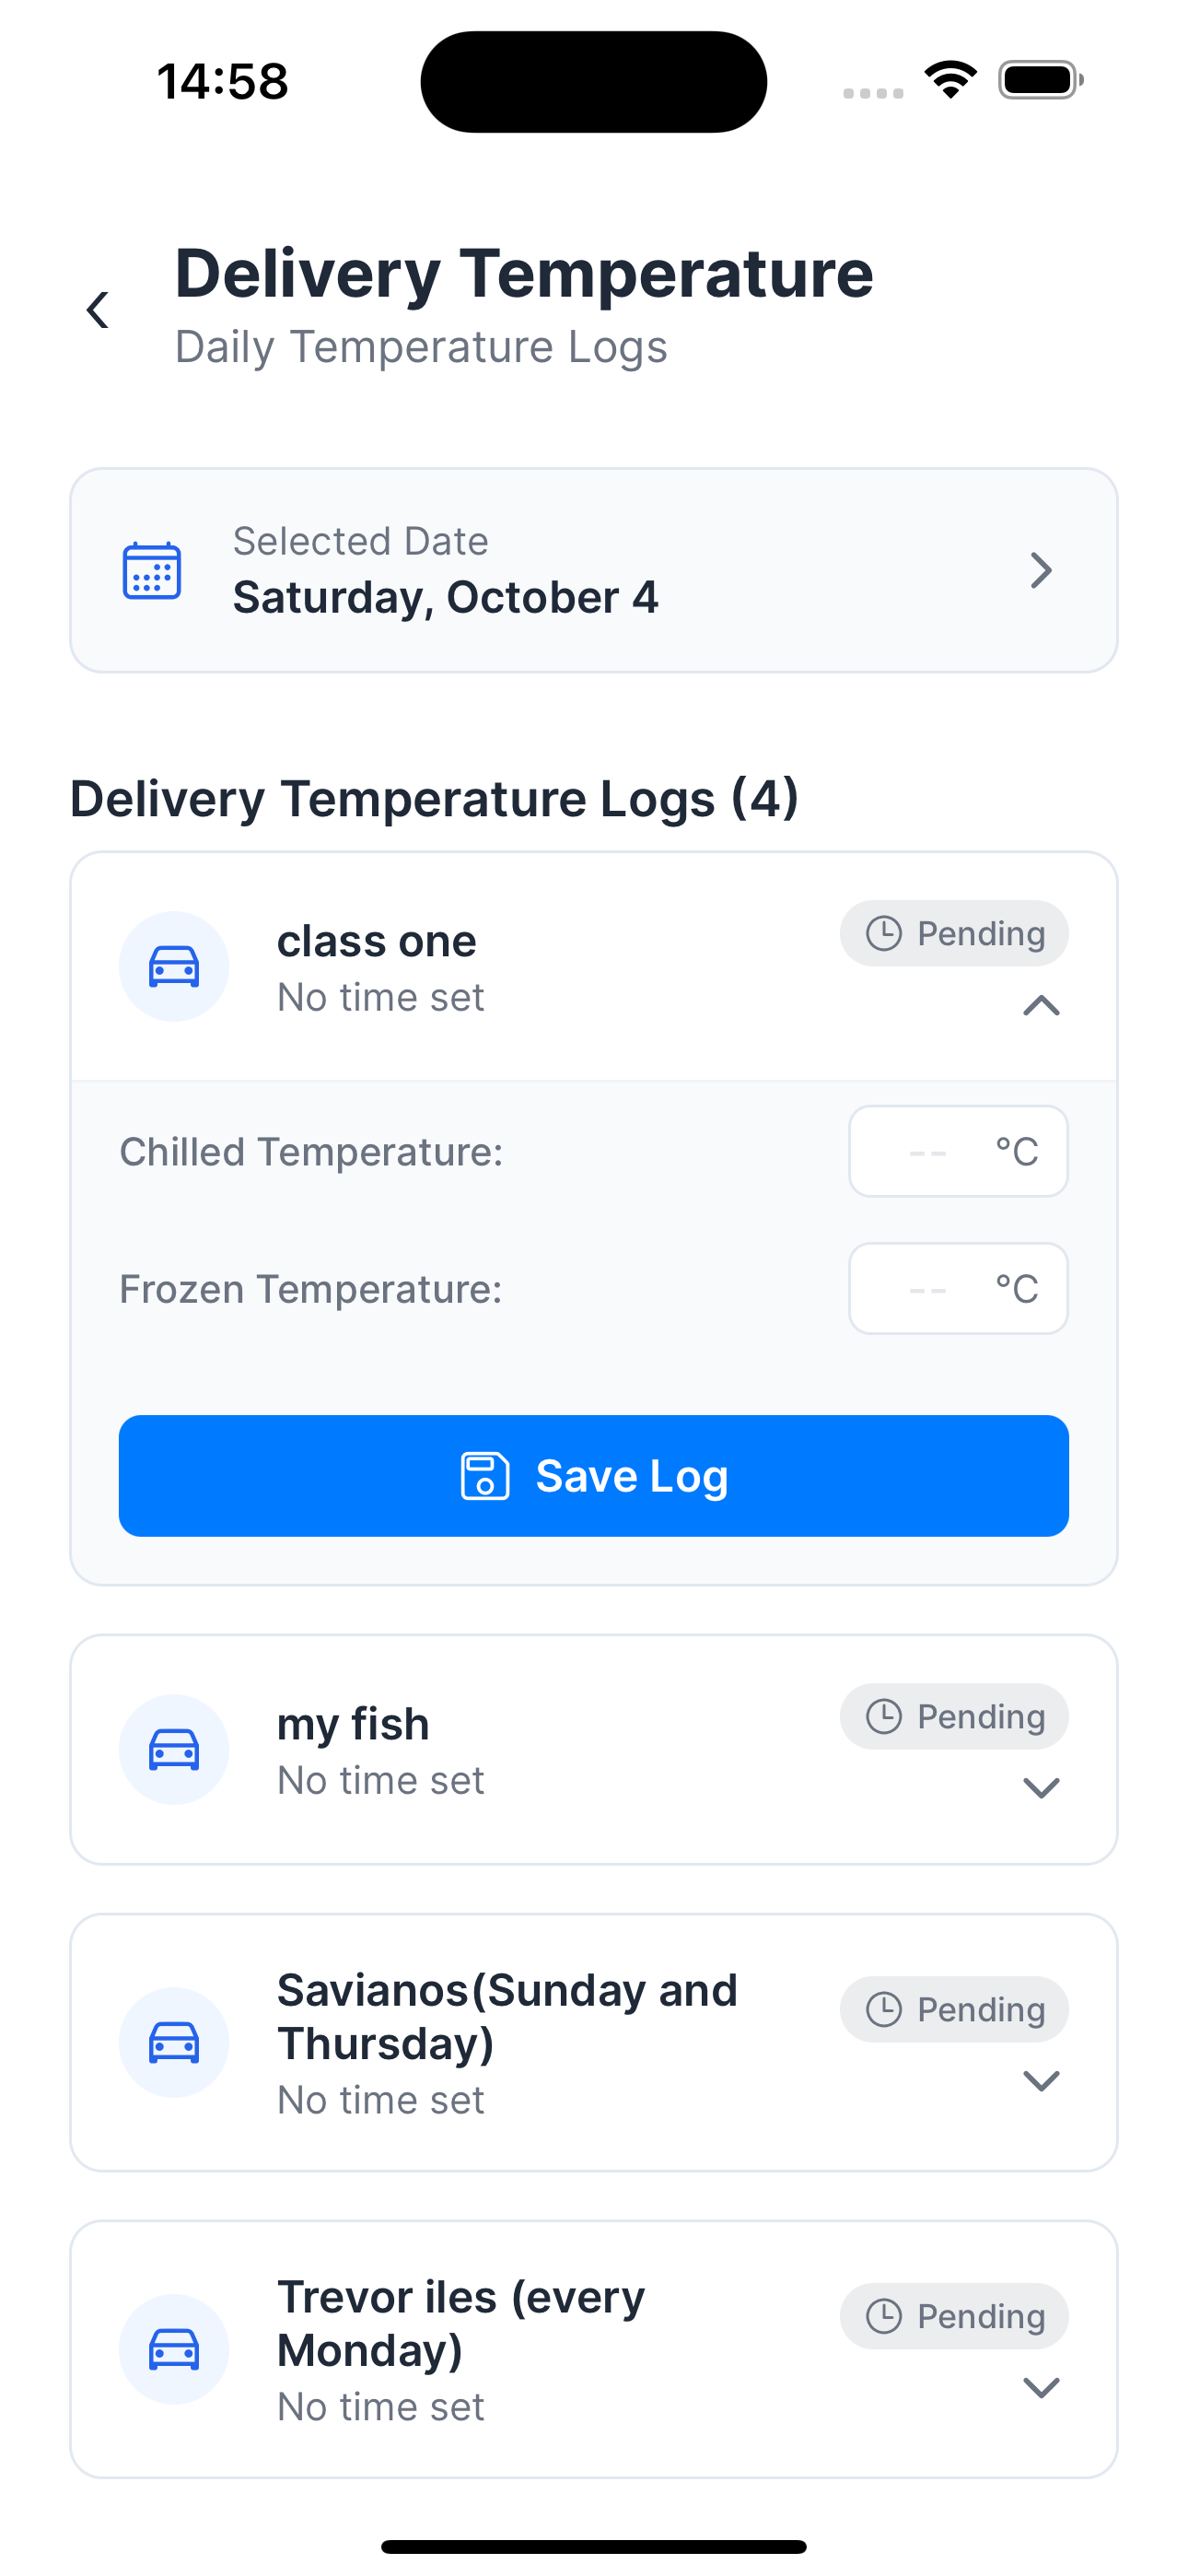 14:58
Delivery Temperature
Daily Temperature Logs
Selected Date
Saturday, October 4
Delivery Temperature Logs (4)
class one
No time set
Pending
Chilled Temperature:
-- °C
Frozen Temperature:
-- °C
Save Log
my fish
No time set
Pending
Savianos(Sunday and
Thursday)
No time set
Pending
Trevor iles (every
Monday)
No time set
Pending